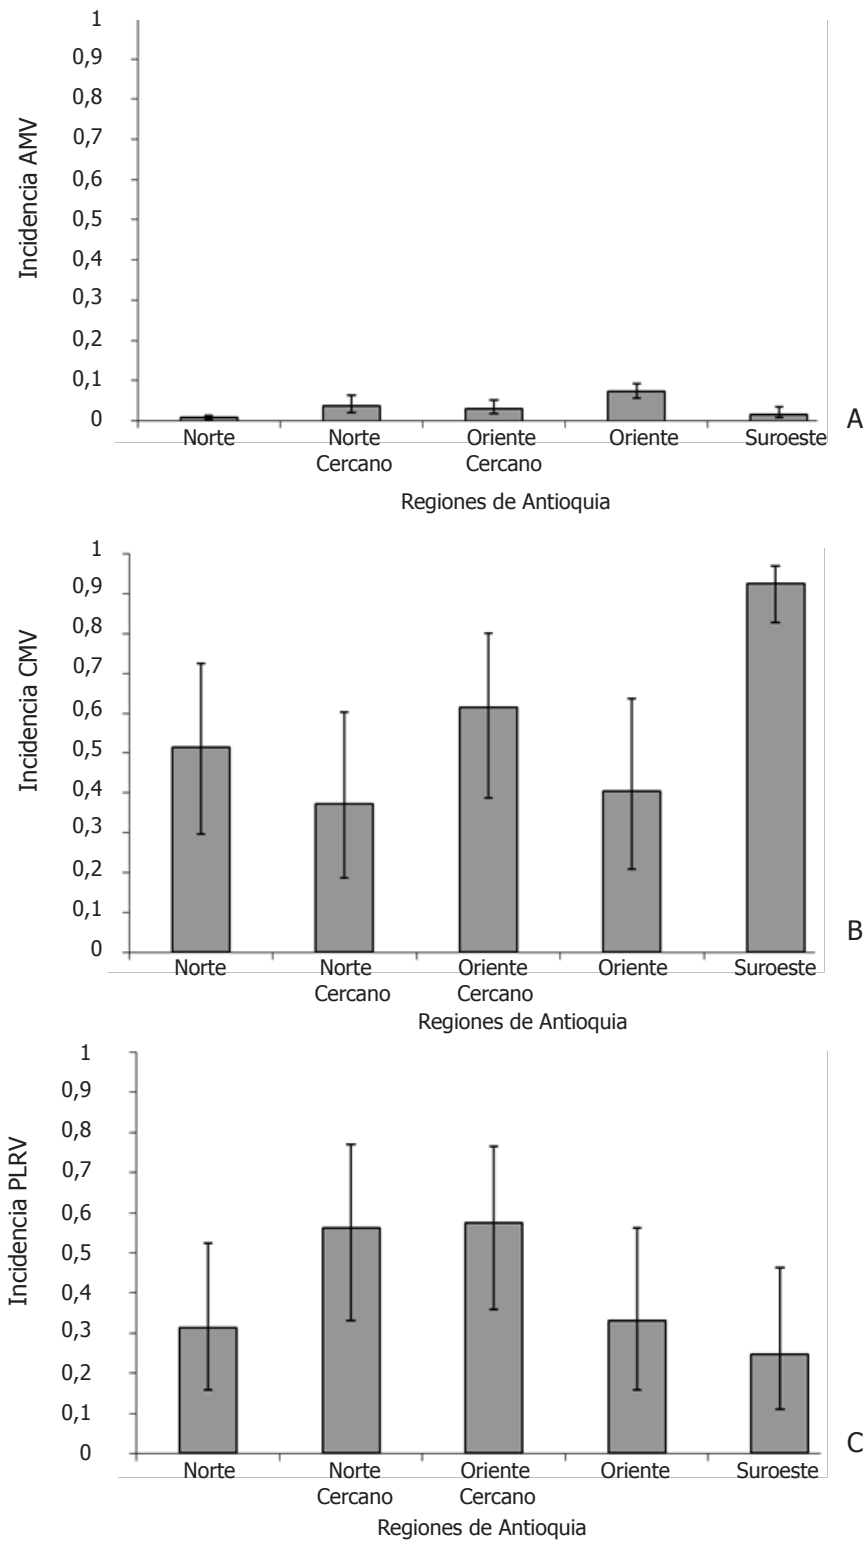 Incidencia AMV
1
0,9
0,8
0,7
0,6
0,5
0,4
0,3
0,2
0,1
0
Norte
Norte
Cercano
Oriente
Cercano
Oriente
Suroeste
A
Regiones de Antioquia
Incidencia CMV
1
0,9
0,8
0,7
0,6
0,5
0,4
0,3
0,2
0,1
0
Norte
Norte
Cercano
Oriente
Cercano
Oriente
Suroeste
B
Regiones de Antioquia
Incidencia PLRV
1
0,9
0,8
0,7
0,6
0,5
0,4
0,3
0,2
0,1
0
Norte
Norte
Cercano
Oriente
Cercano
Oriente
Suroeste
C
Regiones de Antioquia